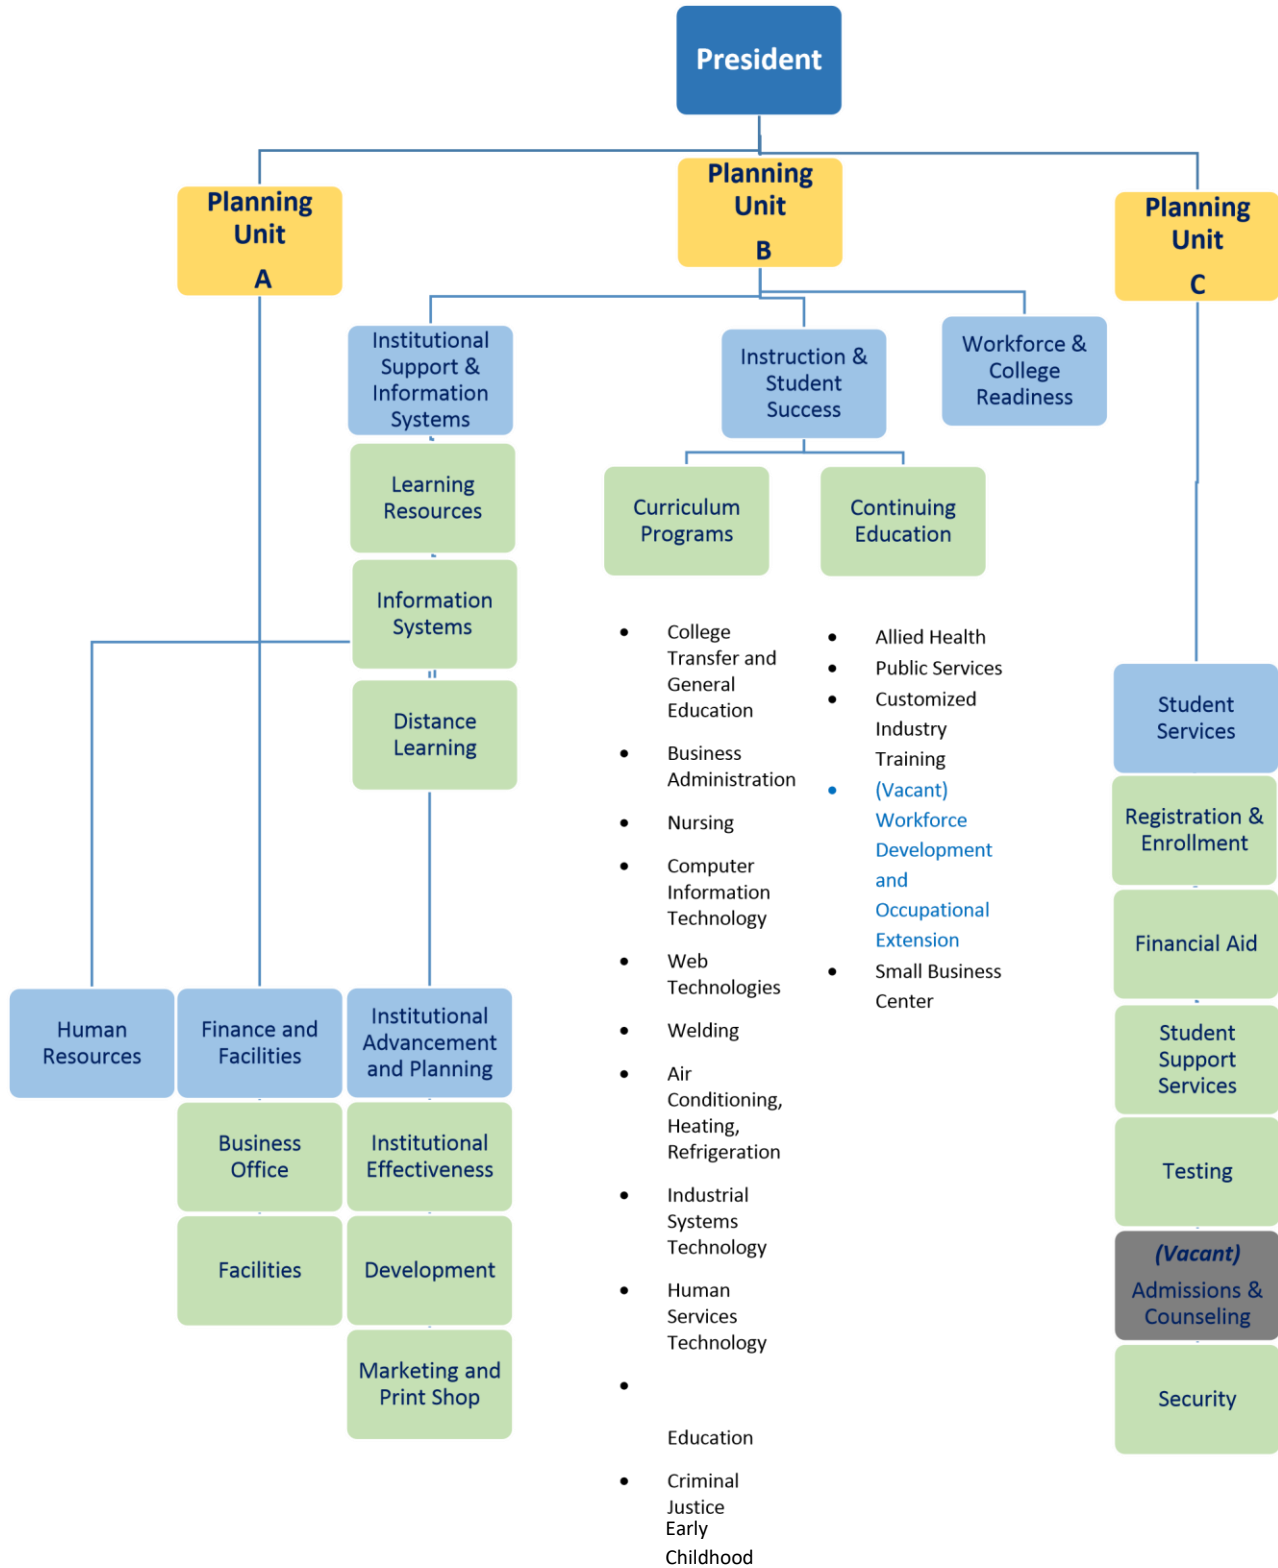 President
Planning
Unit
A
Planning
Unit
B
Planning
Unit
C
Institutional
Support &
Information
Systems
Learning
Resources
Information
Systems
Distance
Learning
Instruction &
Student
Success
Workforce &
College
Readiness
Curriculum
Programs
Continuing
Education
• College
Transfer and
General
Education
• Business
Administration
• Nursing
• Computer
Information
Technology
• Web
Technologies
• Welding
• Air
Conditioning,
Heating,
Refrigeration
• Industrial
Systems
Technology
• Human
Services
Technology
•
Education
• Criminal
Justice
Early
Childhood
• Allied Health
• Public Services
• Customized
Industry
Training
• (Vacant)
Workforce
Development
and
Occupational
Extension
• Small Business
Center
Human
Resources
Finance and
Facilities
Business
Office
Facilities
Institutional
Advancement
and Planning
Institutional
Effectiveness
Development
Marketing and
Print Shop
Student
Services
Registration &
Enrollment
Financial Aid
Student
Support
Services
Testing
(Vacant)
Admissions &
Counseling
Security